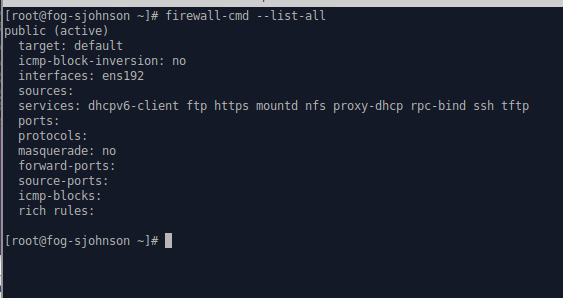 [root@fog-sjohnson ~]# firewall-cmd --list-all
public (active)
  target: default
  icmp-block-inversion: no
  interfaces: ens192
  sources:
  services: dhcpv6-client ftp https mountd nfs proxy-dhcp rpc-bind ssh tftp
  ports:
  protocols:
  masquerade: no
  forward-ports:
  source-ports:
  icmp-blocks:
  rich rules:
[root@fog-sjohnson ~]#